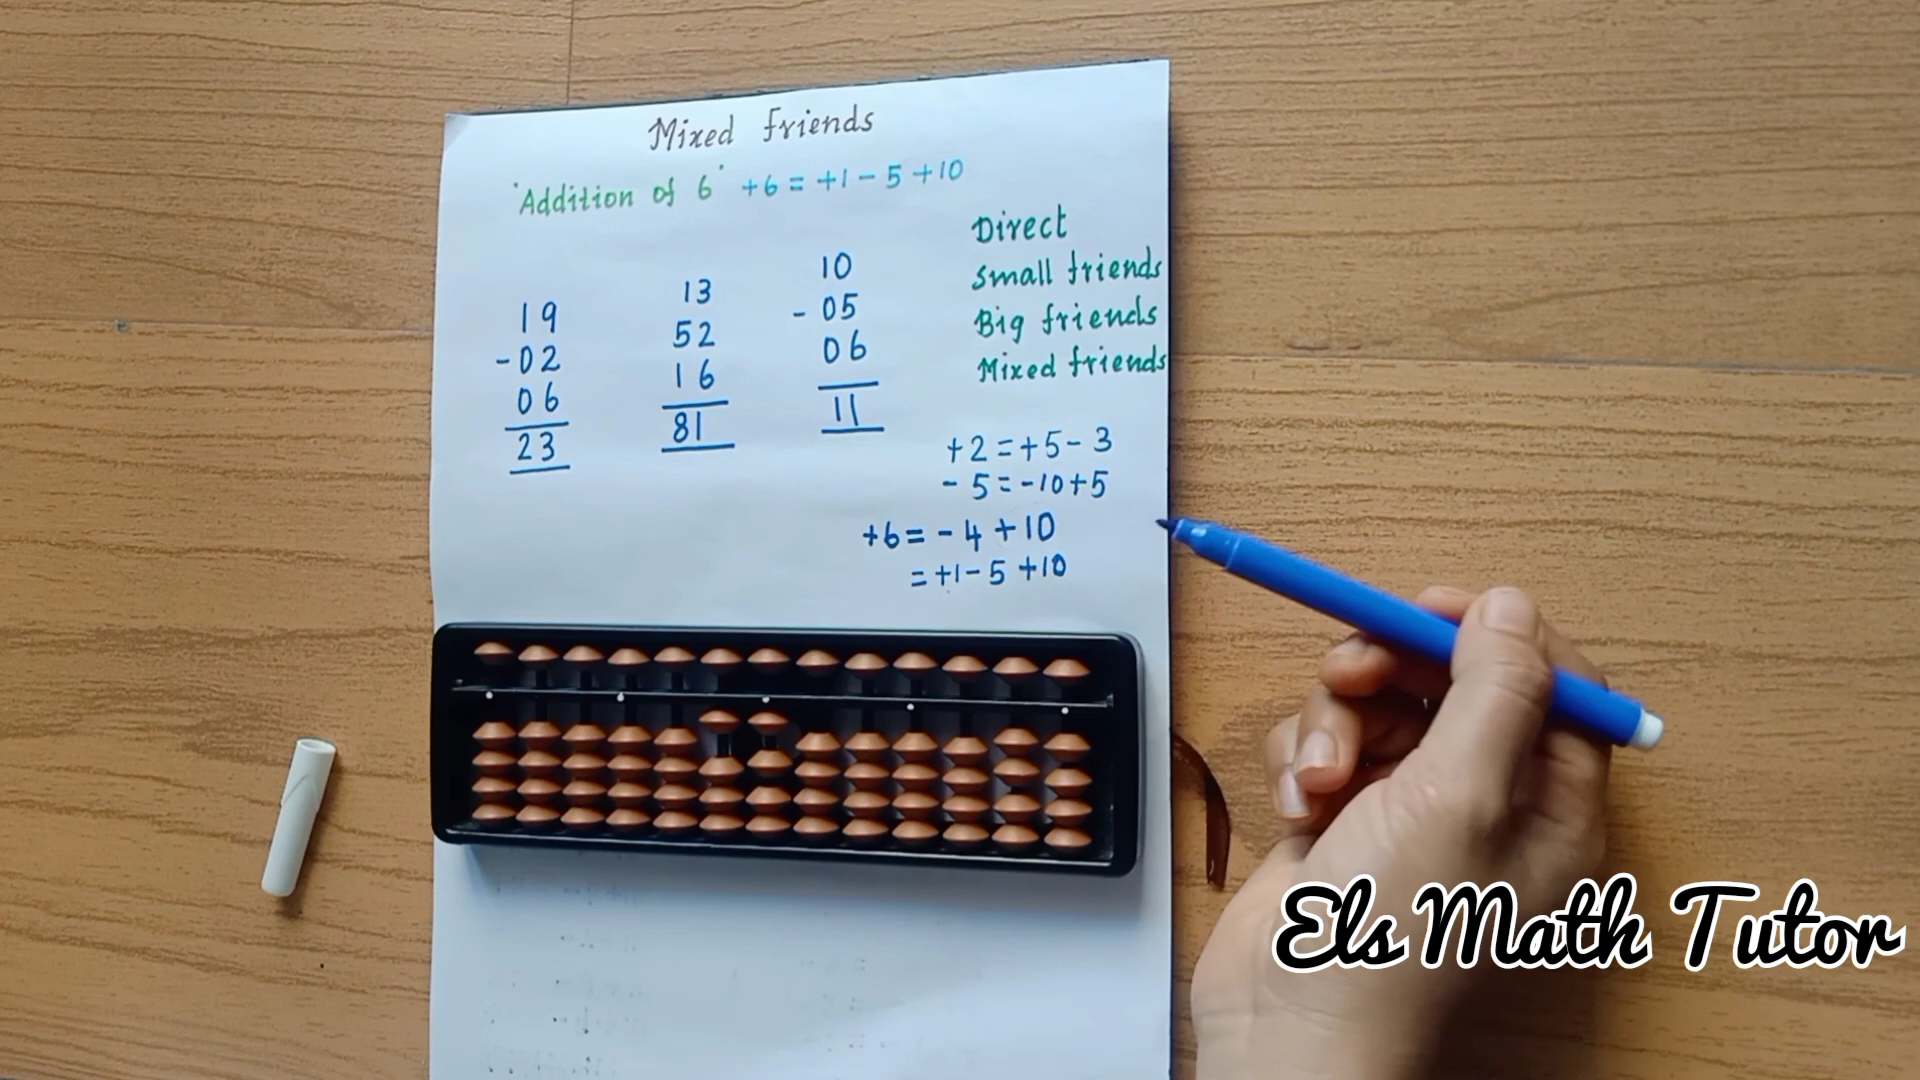 Mixed friends
"Addition of 6" +6 = +1 - 5 +10
19
-02
06
23
13
52
16
81
10
- 05
06
11
Direct
Small friends
Big friends
Mixed friends
+2 = +5 - 3
- 5 = -10+5
+6 = - 4 +10
= +1 - 5 +10
Els Math Tutor